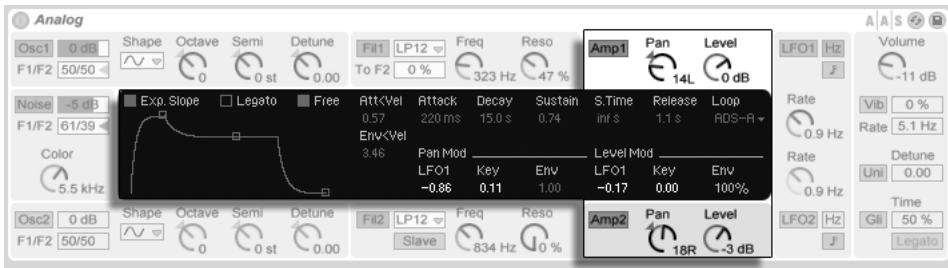 Analog
A|A|S
Osc1 0 dB Shape Octave Semi Detune Fil1 LP12 Freq Reso Amp1 Pan Level LFO1 Hz Volume
F1/F2 50/50 0 0 st 0.00 To F2 0 % 323 Hz 47 % 14L 0 dB -11 dB
Noise -5 dB Exp. Slope Legato Free Att<Vel Attack Decay Sustain S.Time Release Loop Rate Vib 0 %
F1/F2 61/39 0.57 220 ms 15.0 s 0.74 inf s 1.1 s ADS-A 0.9 Hz Rate 5.1 Hz
Env<Vel
Color 3.46 Pan Mod Level Mod Rate Detune
LFO1 Key Env LFO1 Key Env Uni 0.00
5.5 kHz -0.86 0.11 1.00 -0.17 0.00 100% 0.9 Hz
Time
Osc2 0 dB Shape Octave Semi Detune Fil2 LP12 Freq Reso Amp2 Pan Level LFO2 Hz Gli 50 %
F1/F2 50/50 0 0 st 0.00 Slave 834 Hz 0 % 18R -3 dB Legato